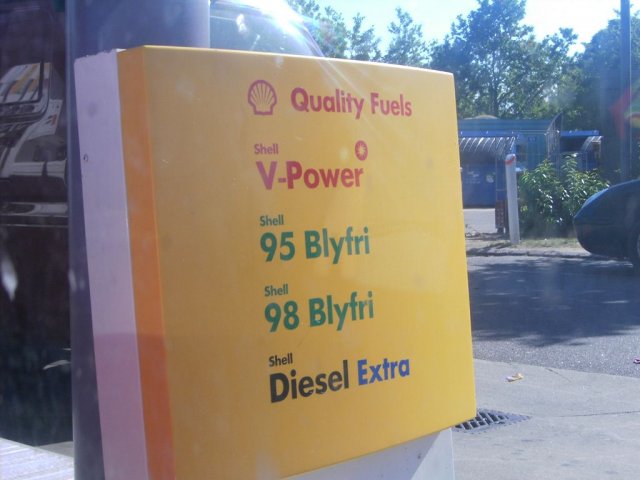 Quality Fuels
Shell
V-Power
Shell
95 Blyfri
Shell
98 Blyfri
Shell
Diesel Extra